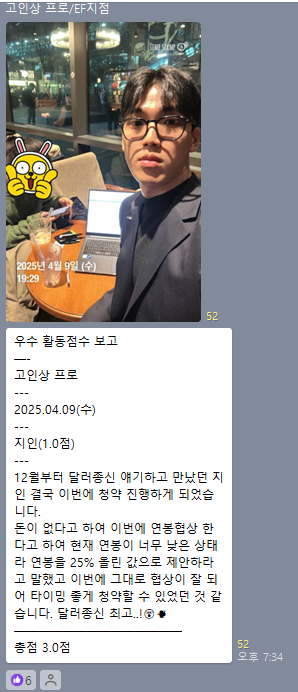 고인상 프로/EF지점
TIMESTAMP
2025년 4월 9일 (수)
19:29
52
우수 활동점수 보고
—-
고인상 프로
---
2025.04.09(수)
---
지인(1.0점)
---
12월부터 달러종신 얘기하고 만났던 지
인 결국 이번에 청약 진행하게 되었습
니다.
돈이 없다고 하여 이번에 연봉협상 한
다고 하여 현재 연봉이 너무 낮은 상태
라 연봉을 25% 올린 값으로 제안하라
고 말했고 이번에 그대로 협상이 잘 되
어 타이밍 좋게 청약할 수 있었던 것 같
습니다. 달러종신 최고..!
————————————————
총점 3.0점
52
오후 7:34
6